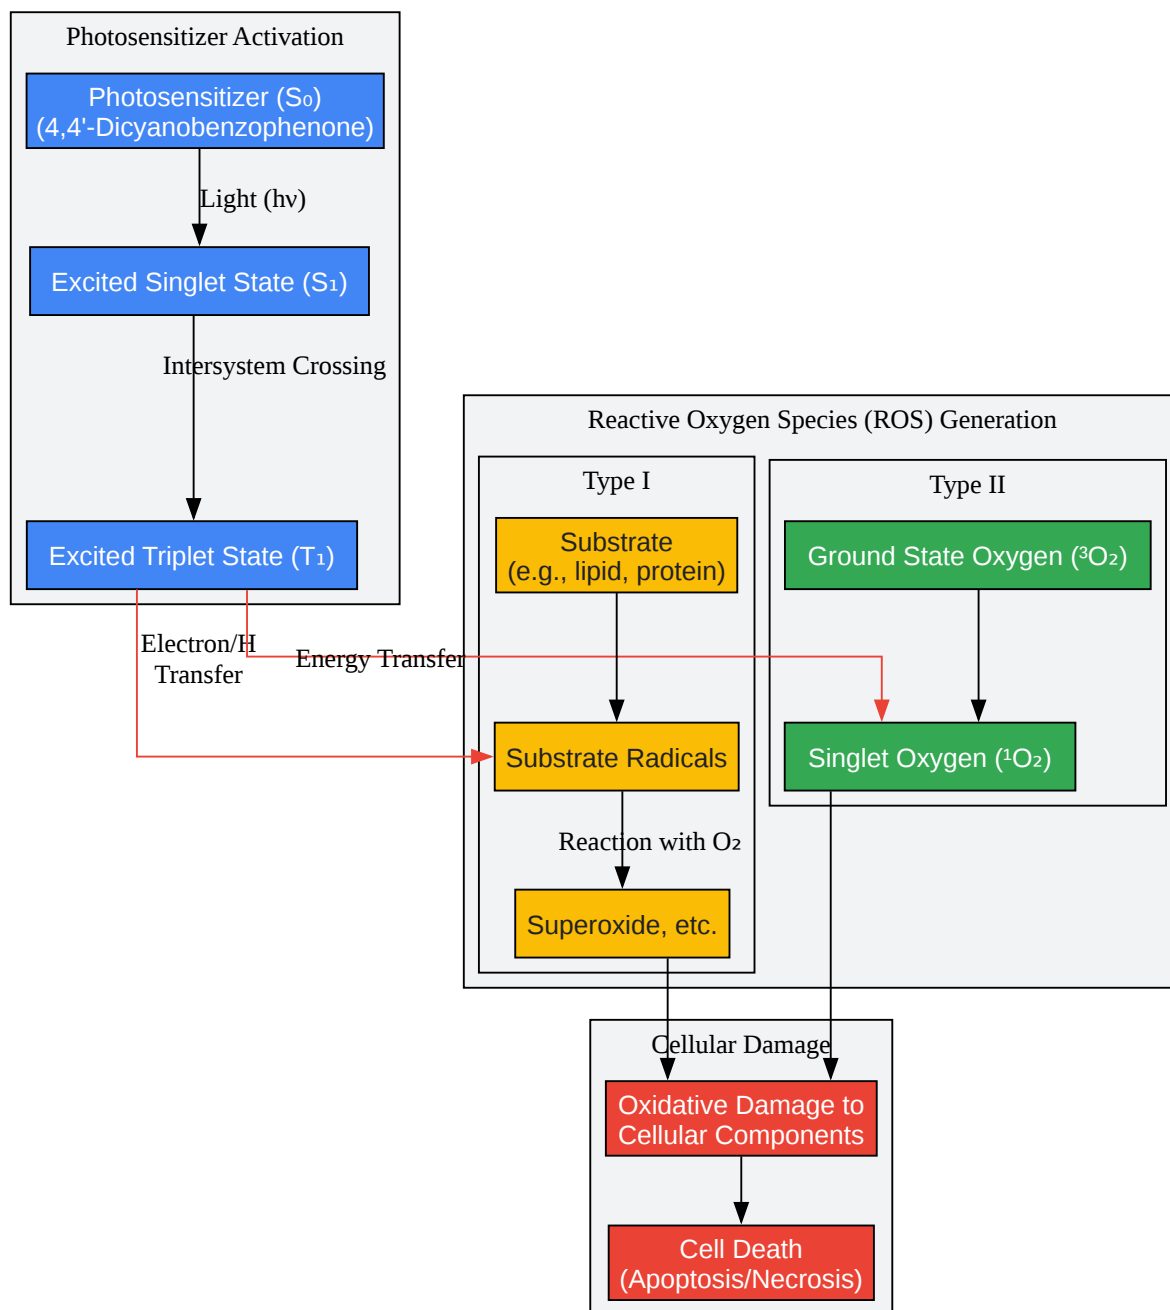 Photosensitizer Activation
Photosensitizer (S₀)
(4,4'-Dicyanobenzophenone)
Light (hν)
Excited Singlet State (S₁)
Intersystem Crossing
Excited Triplet State (T₁)
Electron/H
Transfer
Energy Transfer
Reactive Oxygen Species (ROS) Generation
Type I
Substrate
(e.g., lipid, protein)
Substrate Radicals
Reaction with O₂
Superoxide, etc.
Type II
Ground State Oxygen (³O₂)
Singlet Oxygen (¹O₂)
Cellular Damage
Oxidative Damage to
Cellular Components
Cell Death
(Apoptosis/Necrosis)